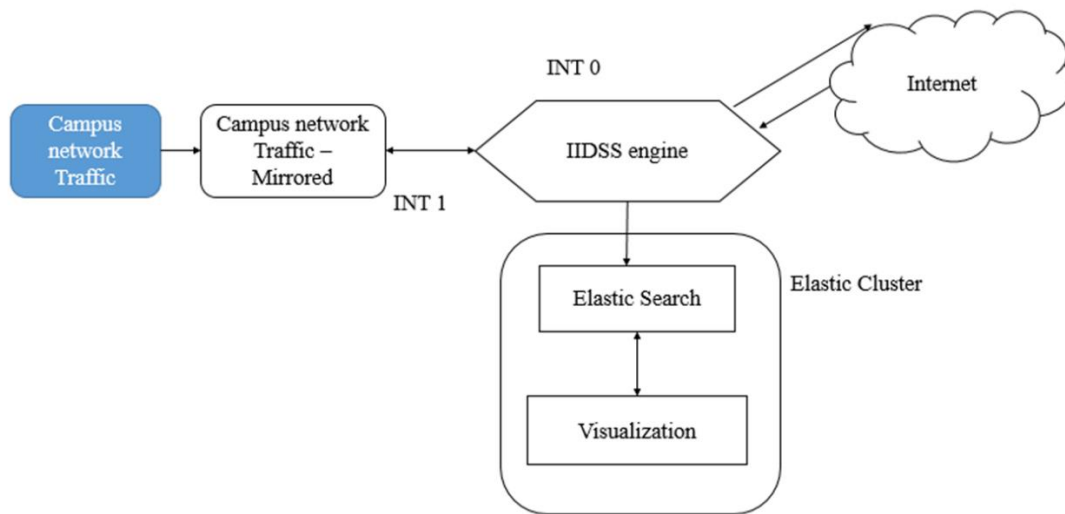 INT 0
Internet
Campus
network
Traffic
Campus network
Traffic –
Mirrored
IIDSS engine
INT 1
Elastic Search
Elastic Cluster
Visualization